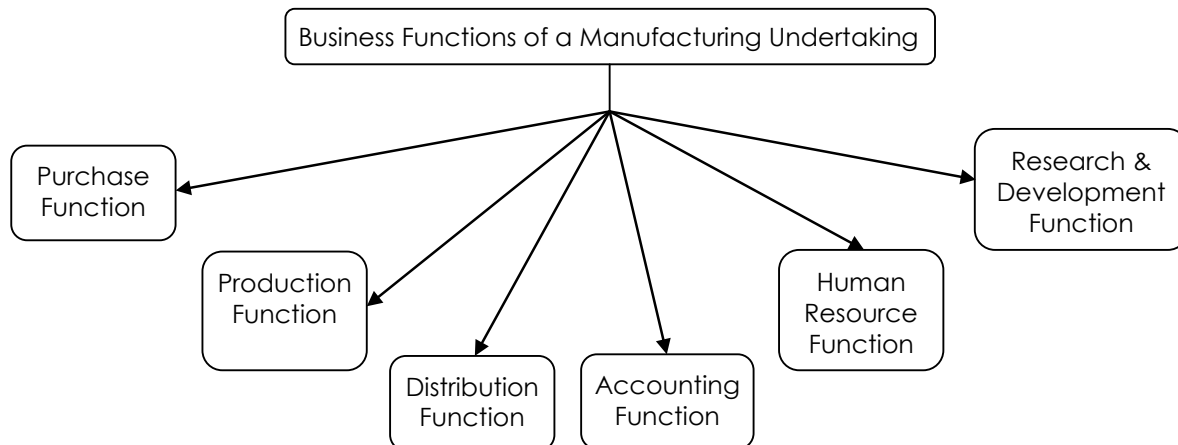 Business Functions of a Manufacturing Undertaking
Purchase
Function
Production
Function
Distribution
Function
Accounting
Function
Human
Resource
Function
Research &
Development
Function